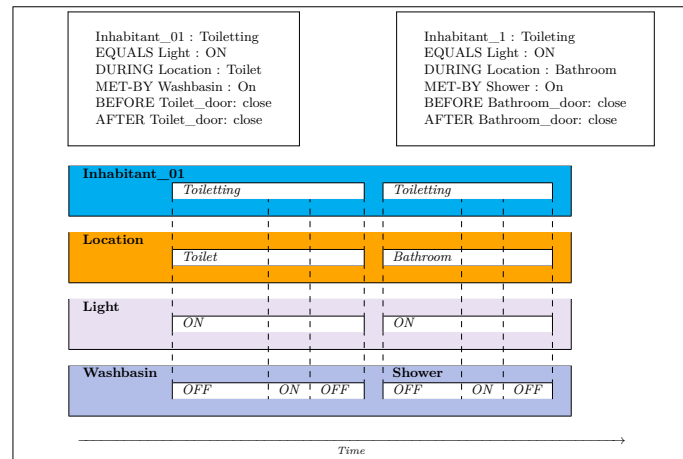 Inhabitant_01 : Toiletting
EQUALS Light : ON
DURING Location : Toilet
MET-BY Washbasin : On
BEFORE Toilet_door: close
AFTER Toilet_door: close
Inhabitant_1 : Toileting
EQUALS Light : ON
DURING Location : Bathroom
MET-BY Shower : On
BEFORE Bathroom_door: close
AFTER Bathroom_door: close
Inhabitant_01
Toiletting Toiletting
Location
Toilet Bathroom
Light
ON ON
Washbasin Shower
OFF ON OFF OFF ON OFF
Time